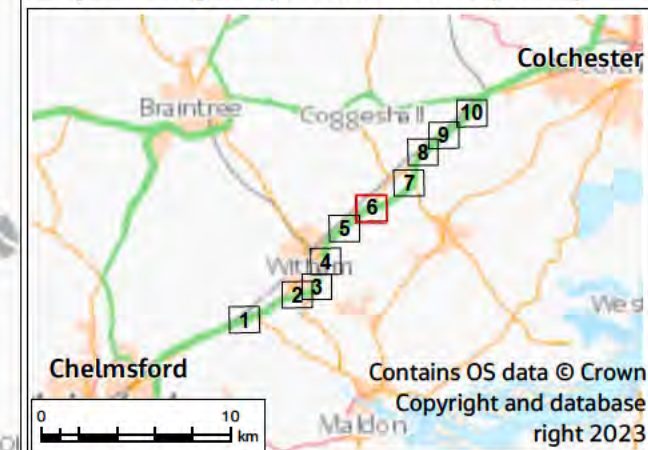 Colchester
Braintree
Coggeshall
10
9
8
7
6
5
4
Witham
3
2
1
Chelmsford
Contains OS data © Crown
Copyright and database
right 2023
Maldon
0 10
km